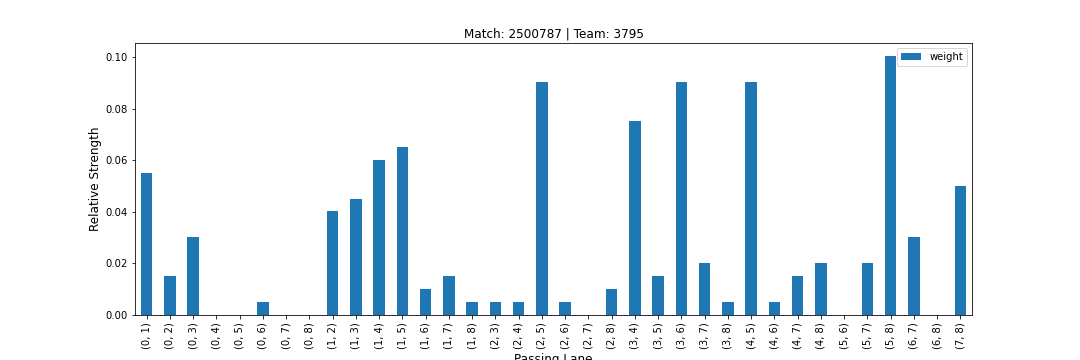 Match: 2500787 | Team: 3795
weight
Relative Strength
0.10
0.08
0.06
0.04
0.02
0.00
(0, 1) (0, 2) (0, 3) (0, 4) (0, 5) (0, 6) (0, 7) (0, 8) (1, 2) (1, 3) (1, 4) (1, 5) (1, 6) (1, 7) (1, 8) (2, 3) (2, 4) (2, 5) (2, 6) (2, 7) (2, 8) (3, 4) (3, 5) (3, 6) (3, 7) (3, 8) (4, 5) (4, 6) (4, 7) (4, 8) (5, 6) (5, 7) (5, 8) (6, 7) (6, 8) (7, 8)
Passing Lane